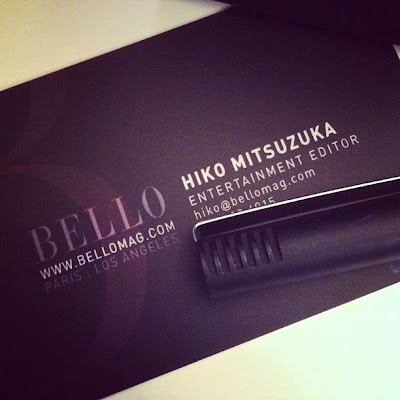 BELLO
WWW.BELLOMAG.COM
PARIS . LOS ANGELES
HIKO MITSUZUKA
ENTERTAINMENT EDITOR
hiko@bellomag.com